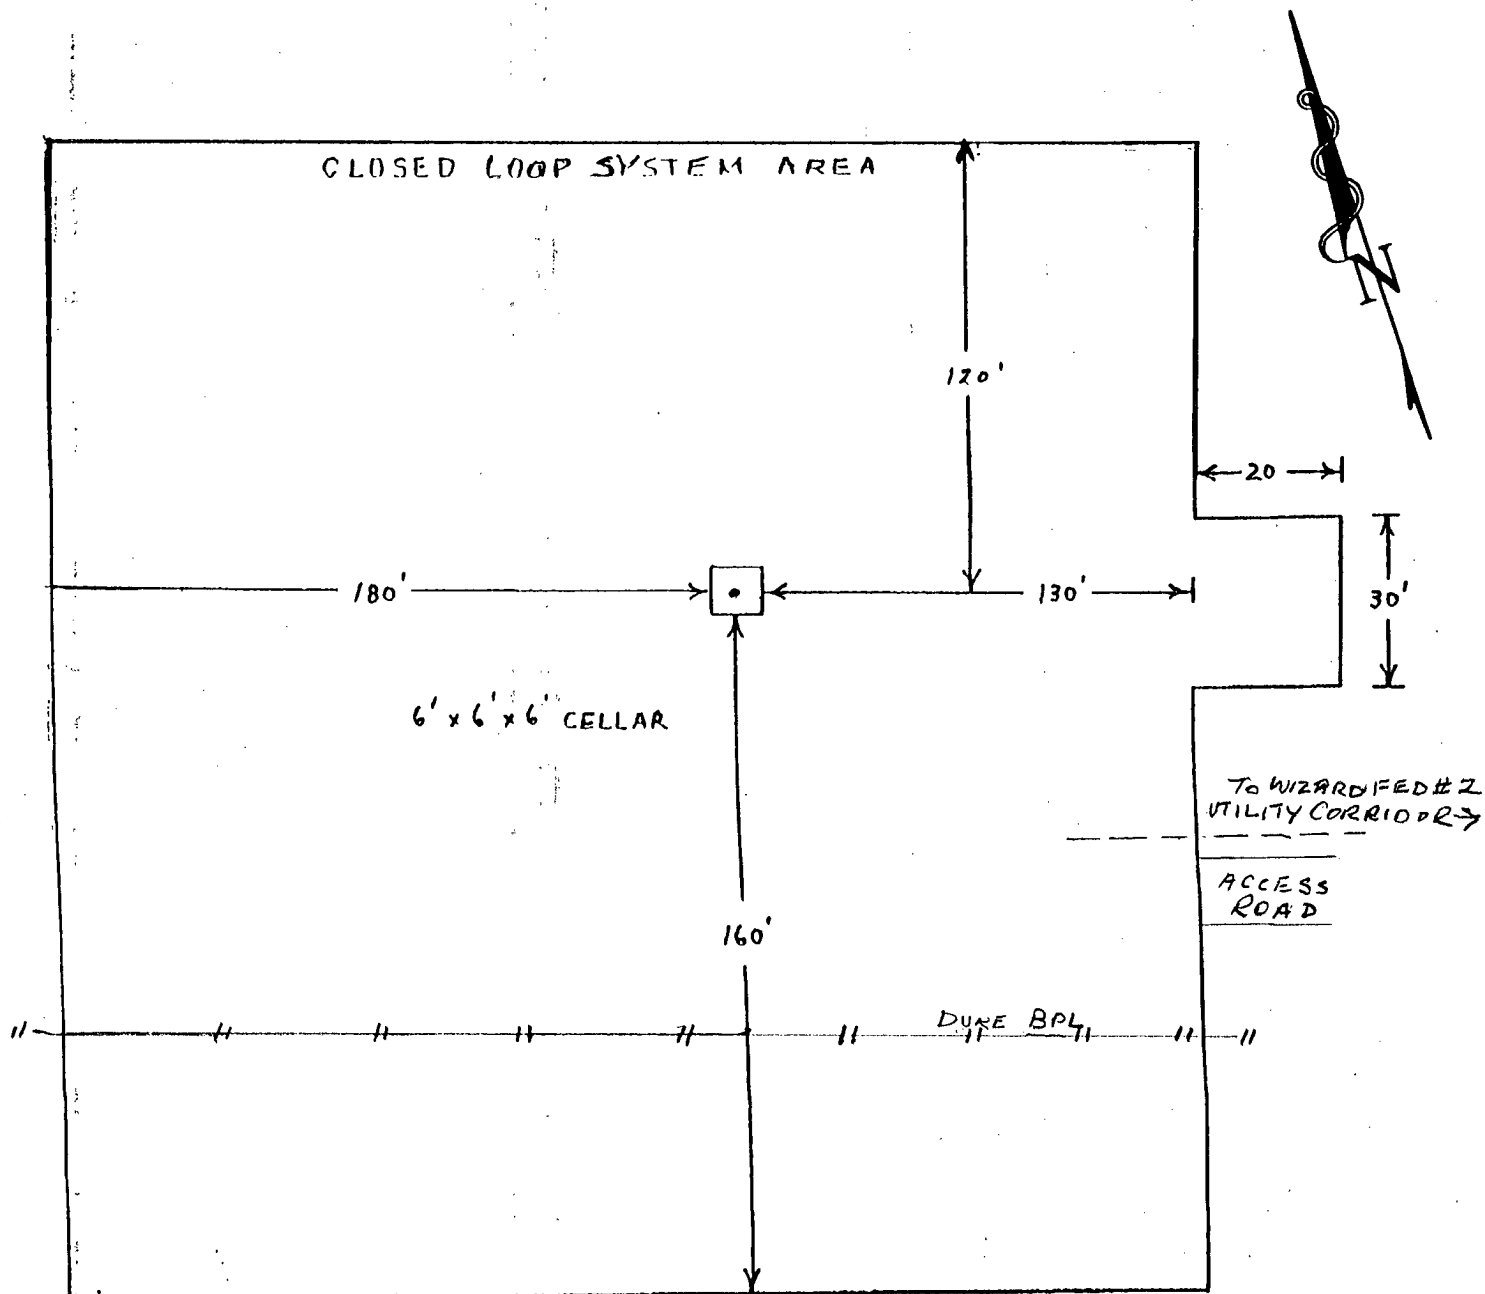 CLOSED LOOP SYSTEM AREA
N
120'
20
180'
130'
30'
6' x 6' x 6' CELLAR
TO WIZARD FED #2
UTILITY CORRIDOR →
ACCESS
ROAD
160'
DUKE BPL